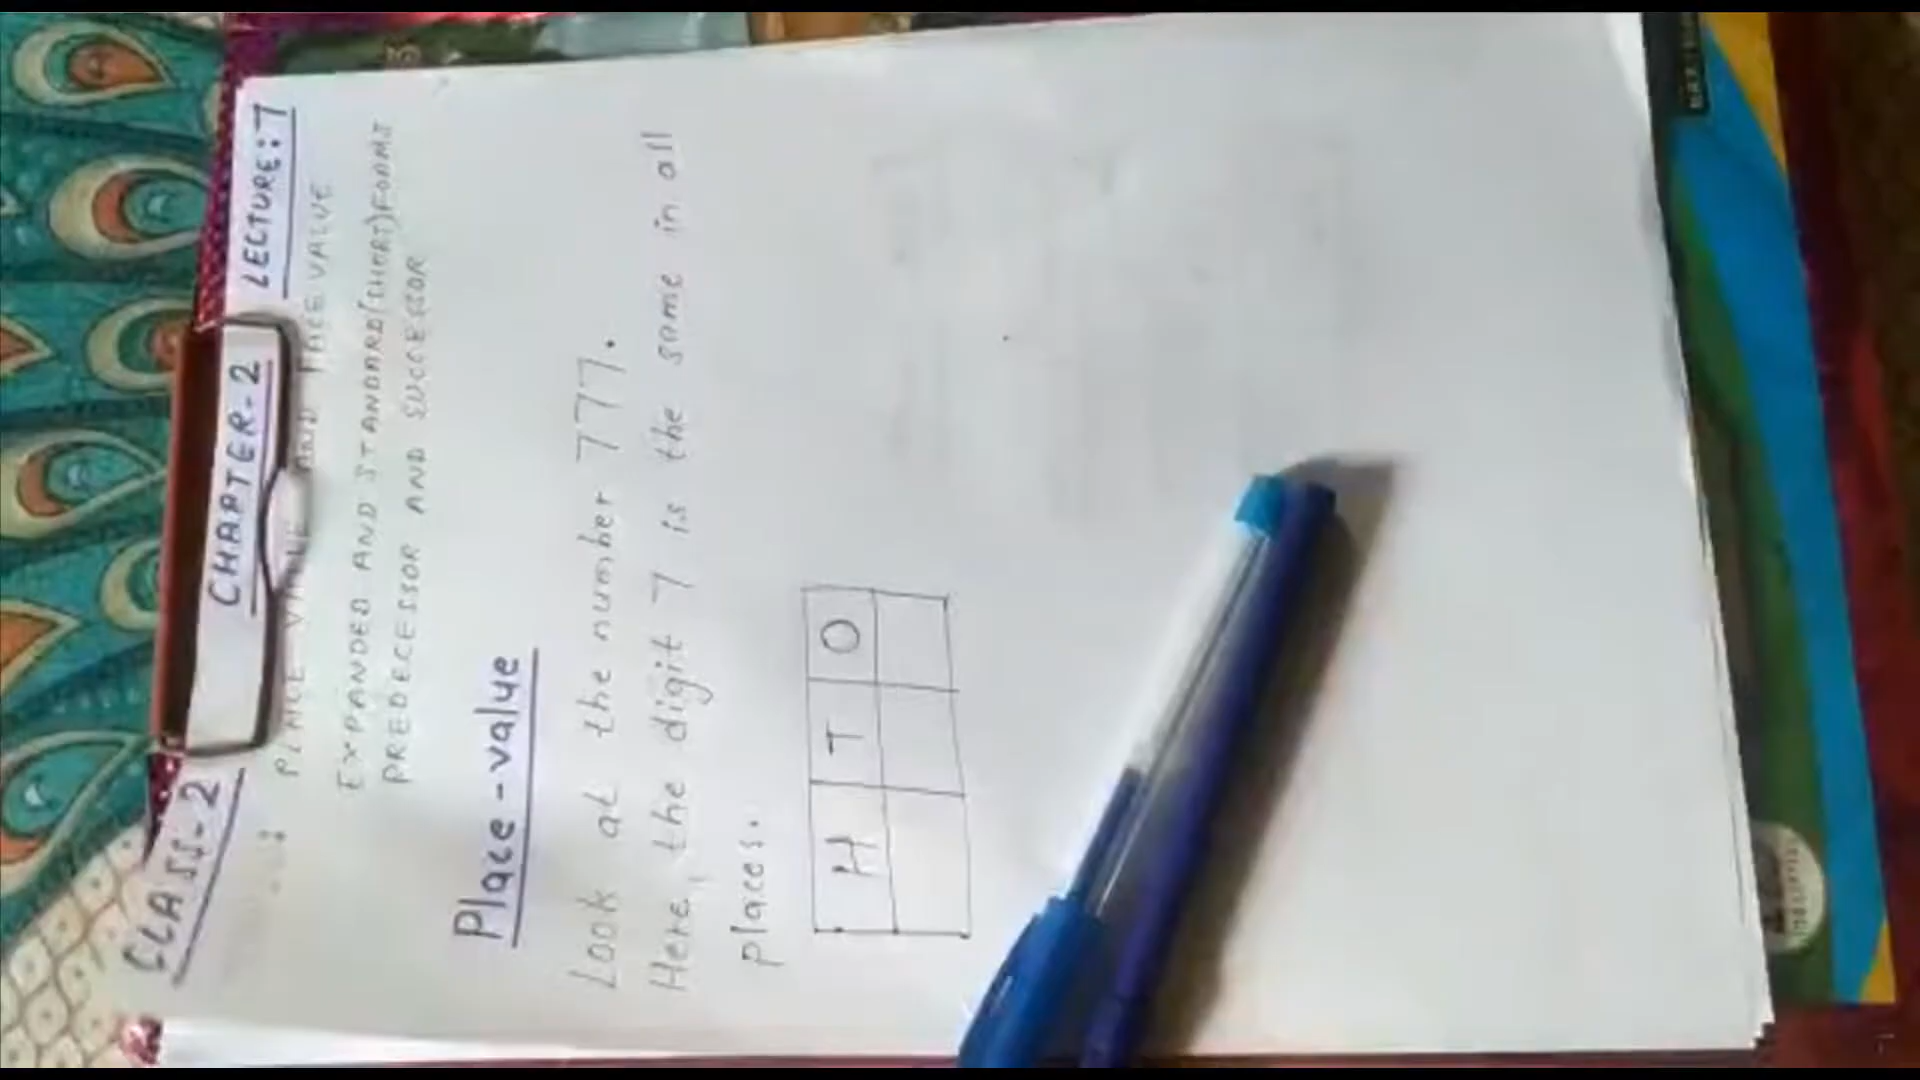 CLASS-2 CHAPTER-2 LECTURE:7
PLACE VALUE AND FACE VALUE
EXPANDED AND STANDARD(SHORT)FORMS
PREDECESSOR AND SUCCESSOR
Place-value
Look at the number 777.
Here, the digit 7 is the same in all
places.
H T O